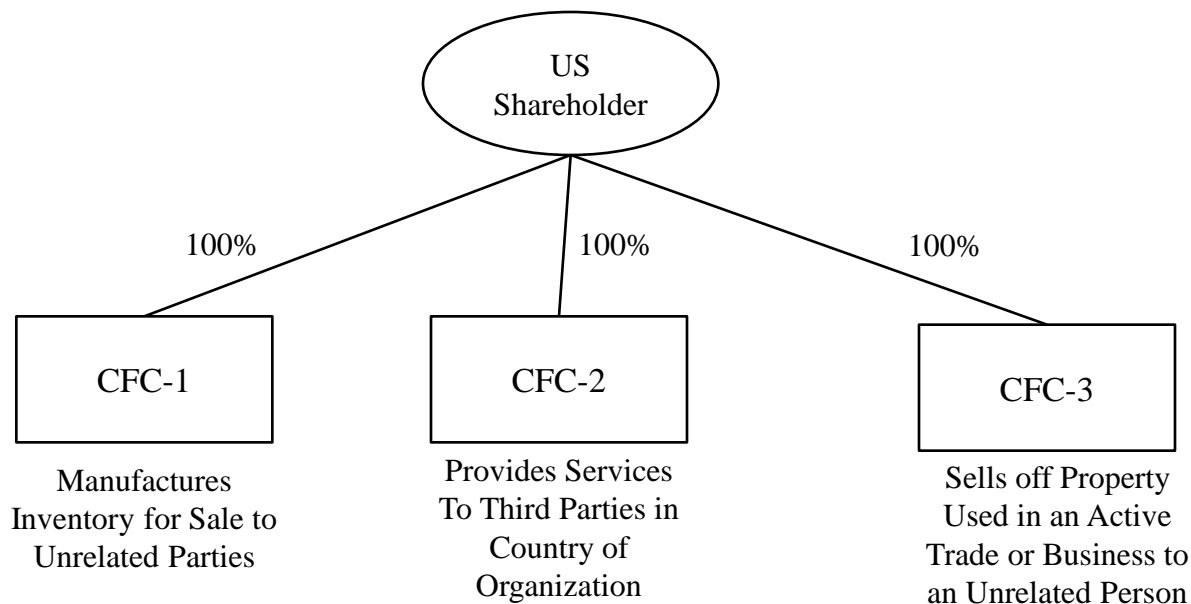 US
Shareholder
100%
100%
100%
CFC-1
CFC-2
CFC-3
Manufactures
Inventory for Sale to
Unrelated Parties
Provides Services
To Third Parties in
Country of
Organization
Sells off Property
Used in an Active
Trade or Business to
an Unrelated Person